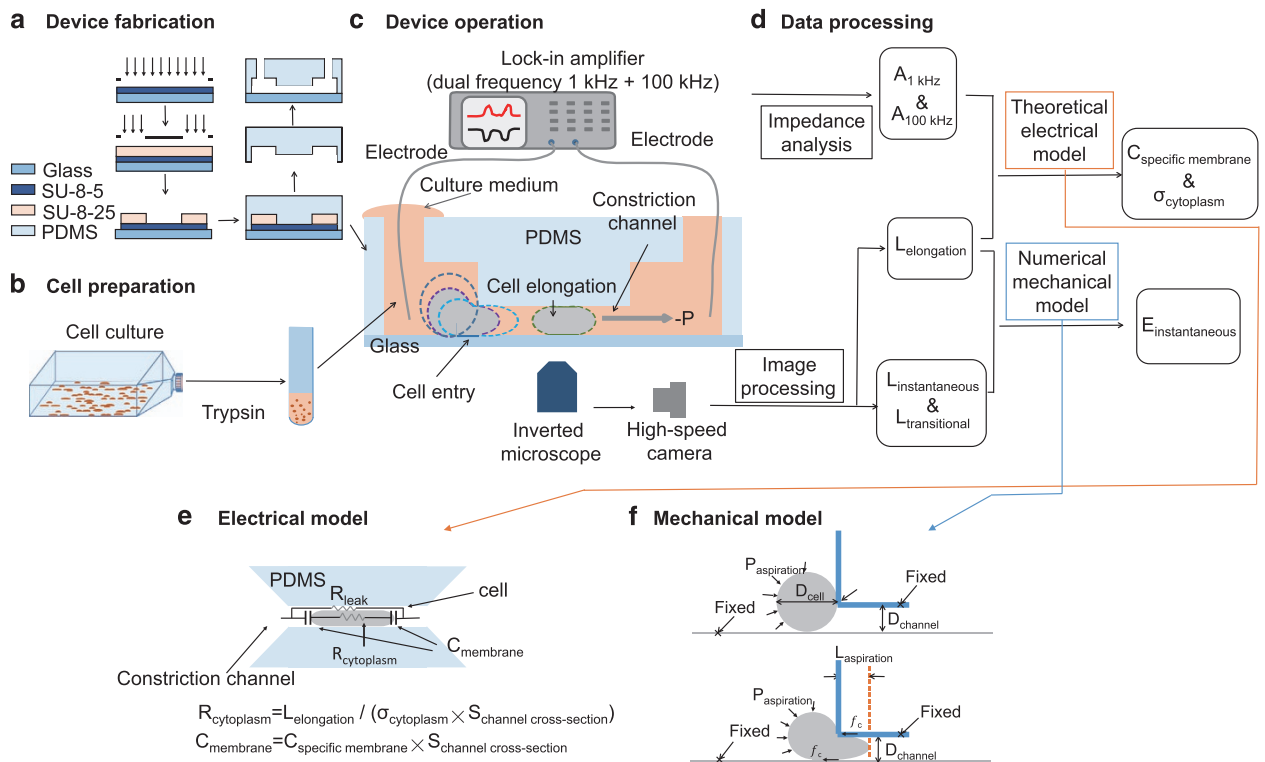 a Device fabrication
Glass
SU-8-5
SU-8-25
PDMS
b Cell preparation
Cell culture
Trypsin
c Device operation
Lock-in amplifier
(dual frequency 1 kHz + 100 kHz)
Electrode
Electrode
Culture medium
Constriction
channel
PDMS
Cell elongation
-P
Glass
Cell entry
Inverted
microscope
High-speed
camera
d Data processing
Impedance
analysis
A1 kHz
&
A100 kHz
Theoretical
electrical
model
Cspecific membrane
&
σcytoplasm
Lelongation
Numerical
mechanical
model
Einstantaneous
Image
processing
Linstantaneous
&
Ltransitional
e Electrical model
PDMS
Rleak
cell
Cmembrane
Rcytoplasm
Constriction channel
Rcytoplasm=Lelongation / (σcytoplasm×Schannel cross-section)
Cmembrane=Cspecific membrane×Schannel cross-section
f Mechanical model
Paspiration
Dcell
Fixed
Fixed
Dchannel
Laspiration
Paspiration
Fixed
fc
Fixed
fc
Dchannel